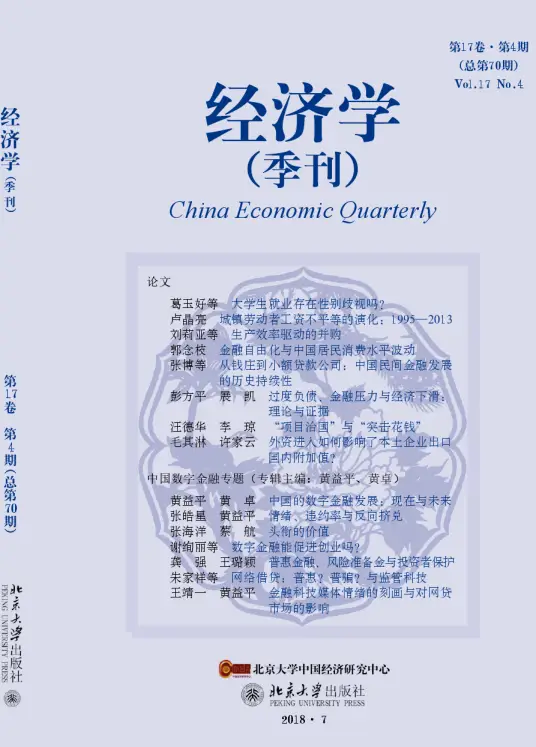 第17卷·第4期
(总第70期)
Vol.17 No.4
经济学
(季刊)
China Economic Quarterly
论文
葛玉好等 大学生就业存在性别歧视吗?
卢晶亮 城镇劳动者工资不平等的演化:1995—2013
刘莉亚等 生产效率驱动的并购
郭念枝 金融自由化与中国居民消费水平波动
张博等 从钱庄到小额贷款公司:中国民间金融发展
的历史持续性
彭方平 展凯 过度负债、金融压力与经济下滑:
理论与证据
汪德华 李琼 “项目治国”与“突击花钱”
毛其淋 许家云 外资进入如何影响了本土企业出口
国内附加值?
中国数字金融专题(专辑主编:黄益平、黄卓)
黄益平 黄卓 中国的数字金融发展:现在与未来
张皓星 黄益平 情绪、违约率与反向挤兑
张海洋 蔡航 头衔的价值
谢绚丽等 数字金融能促进创业吗?
龚强 王璐颖 普惠金融、风险准备金与投资者保护
朱家祥等 网络借贷:普惠?普骗?与监管科技
王靖一 黄益平 金融科技媒体情绪的刻画与对网贷
市场的影响
北京大学中国经济研究中心
北京大学出版社
PEKING UNIVERSITY PRESS
2018·7
经济学(季刊)
第17卷 第4期(总第70期)
北京大学出版社
PEKING UNIVERSITY PRESS